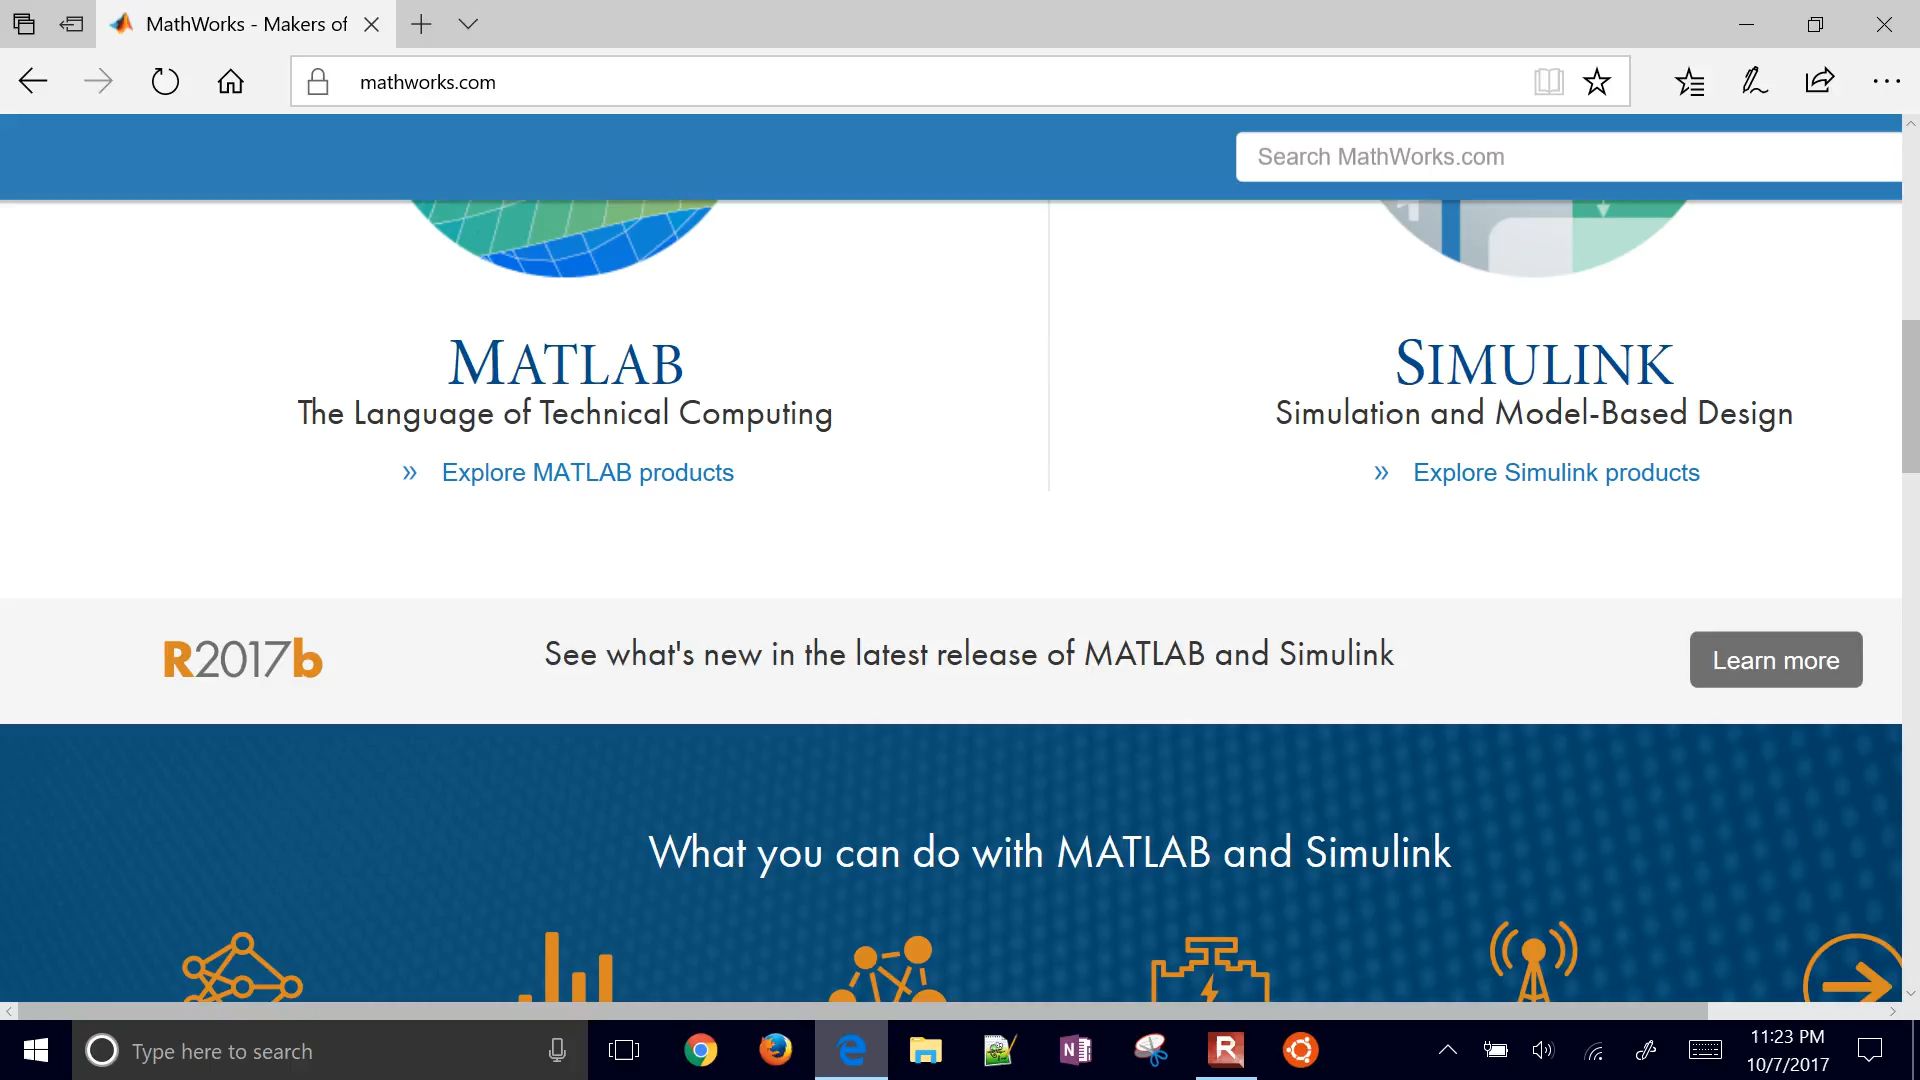 MathWorks - Makers of
mathworks.com
Search MathWorks.com
MATLAB
The Language of Technical Computing
» Explore MATLAB products
SIMULINK
Simulation and Model-Based Design
» Explore Simulink products
R2017b
See what's new in the latest release of MATLAB and Simulink
Learn more
What you can do with MATLAB and Simulink
Type here to search
N
R
11:23 PM
10/7/2017